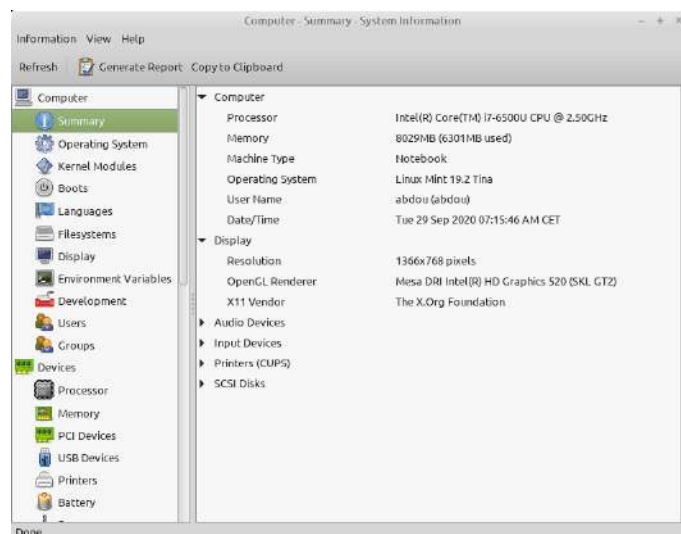 Computer - Summary - System Information
Information View Help
Refresh Generate Report Copy to Clipboard
Computer
Summary
Operating System
Kernel Modules
Boots
Languages
Filesystems
Display
Environment Variables
Development
Users
Groups
Devices
Processor
Memory
PCI Devices
USB Devices
Printers
Battery
Computer
Processor Intel(R) Core(TM) i7-6500U CPU @ 2.50GHz
Memory 8029MB (6301MB used)
Machine Type Notebook
Operating System Linux Mint 19.2 Tina
User Name abdou (abdou)
Date/Time Tue 29 Sep 2020 07:15:46 AM CET
Display
Resolution 1366x768 pixels
OpenGL Renderer Mesa DRI Intel(R) HD Graphics 520 (SKL GT2)
X11 Vendor The X.Org Foundation
Audio Devices
Input Devices
Printers (CUPS)
SCSI Disks
Done